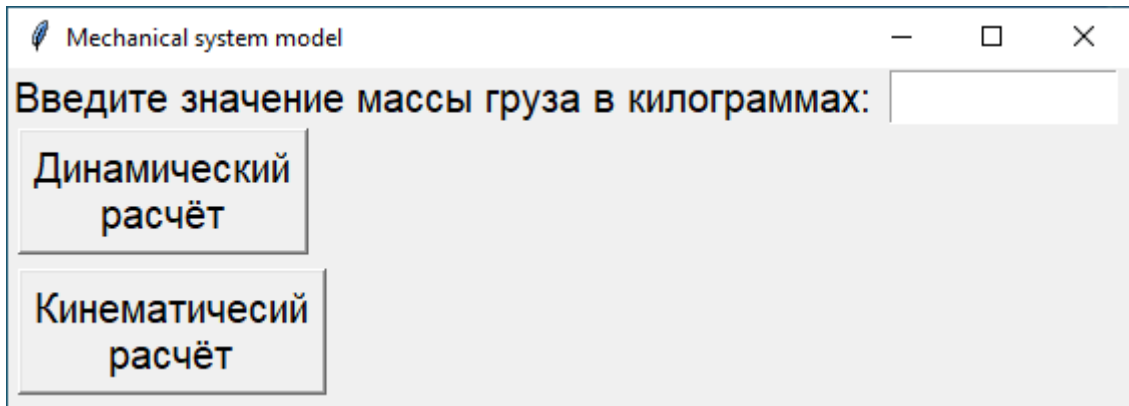 Mechanical system model
Введите значение массы груза в килограммах:
Динамический
расчёт
Кинематичесий
расчёт